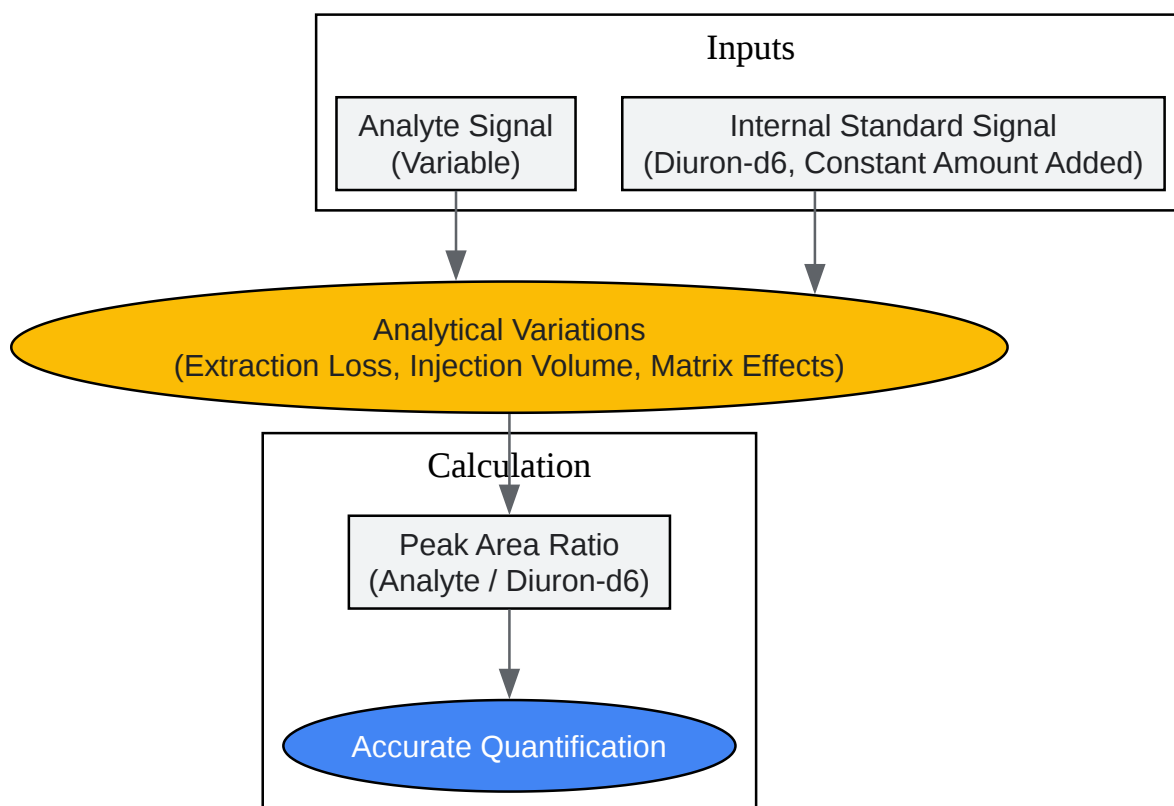 Inputs
Analyte Signal
(Variable)
Internal Standard Signal
(Diuron-d6, Constant Amount Added)
Analytical Variations
(Extraction Loss, Injection Volume, Matrix Effects)
Calculation
Peak Area Ratio
(Analyte / Diuron-d6)
Accurate Quantification